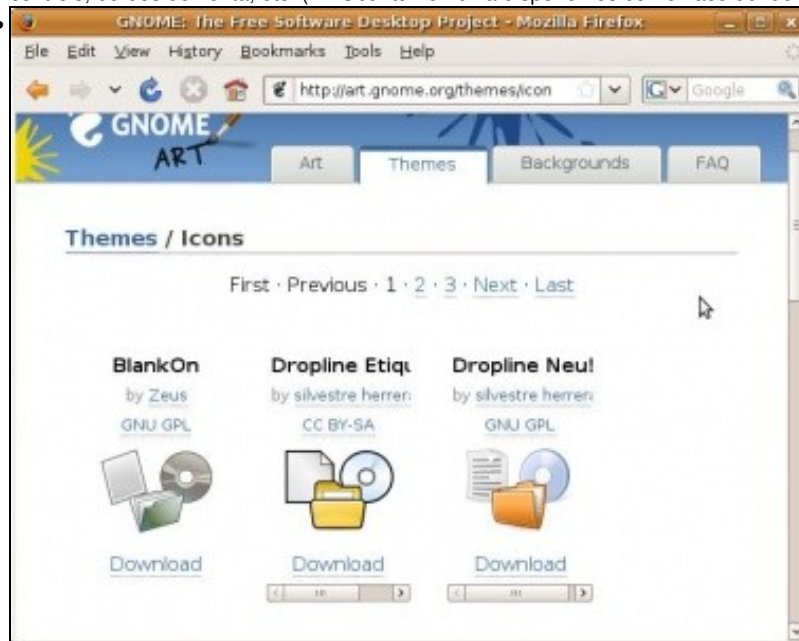 GNOME: The Free Software Desktop Project - Mozilla Firefox
File Edit View History Bookmarks Tools Help
http://art.gnome.org/themes/icon
Google
GNOME
ART
Art Themes Backgrounds FAQ
Themes / Icons
First · Previous · 1 · 2 · 3 · Next · Last
BlankOn Dropline Etiqu Dropline Neu!
by Zeus by silvestre herrera by silvestre herrera
GNU GPL CC BY-SA GNU GPL
Download Download Download